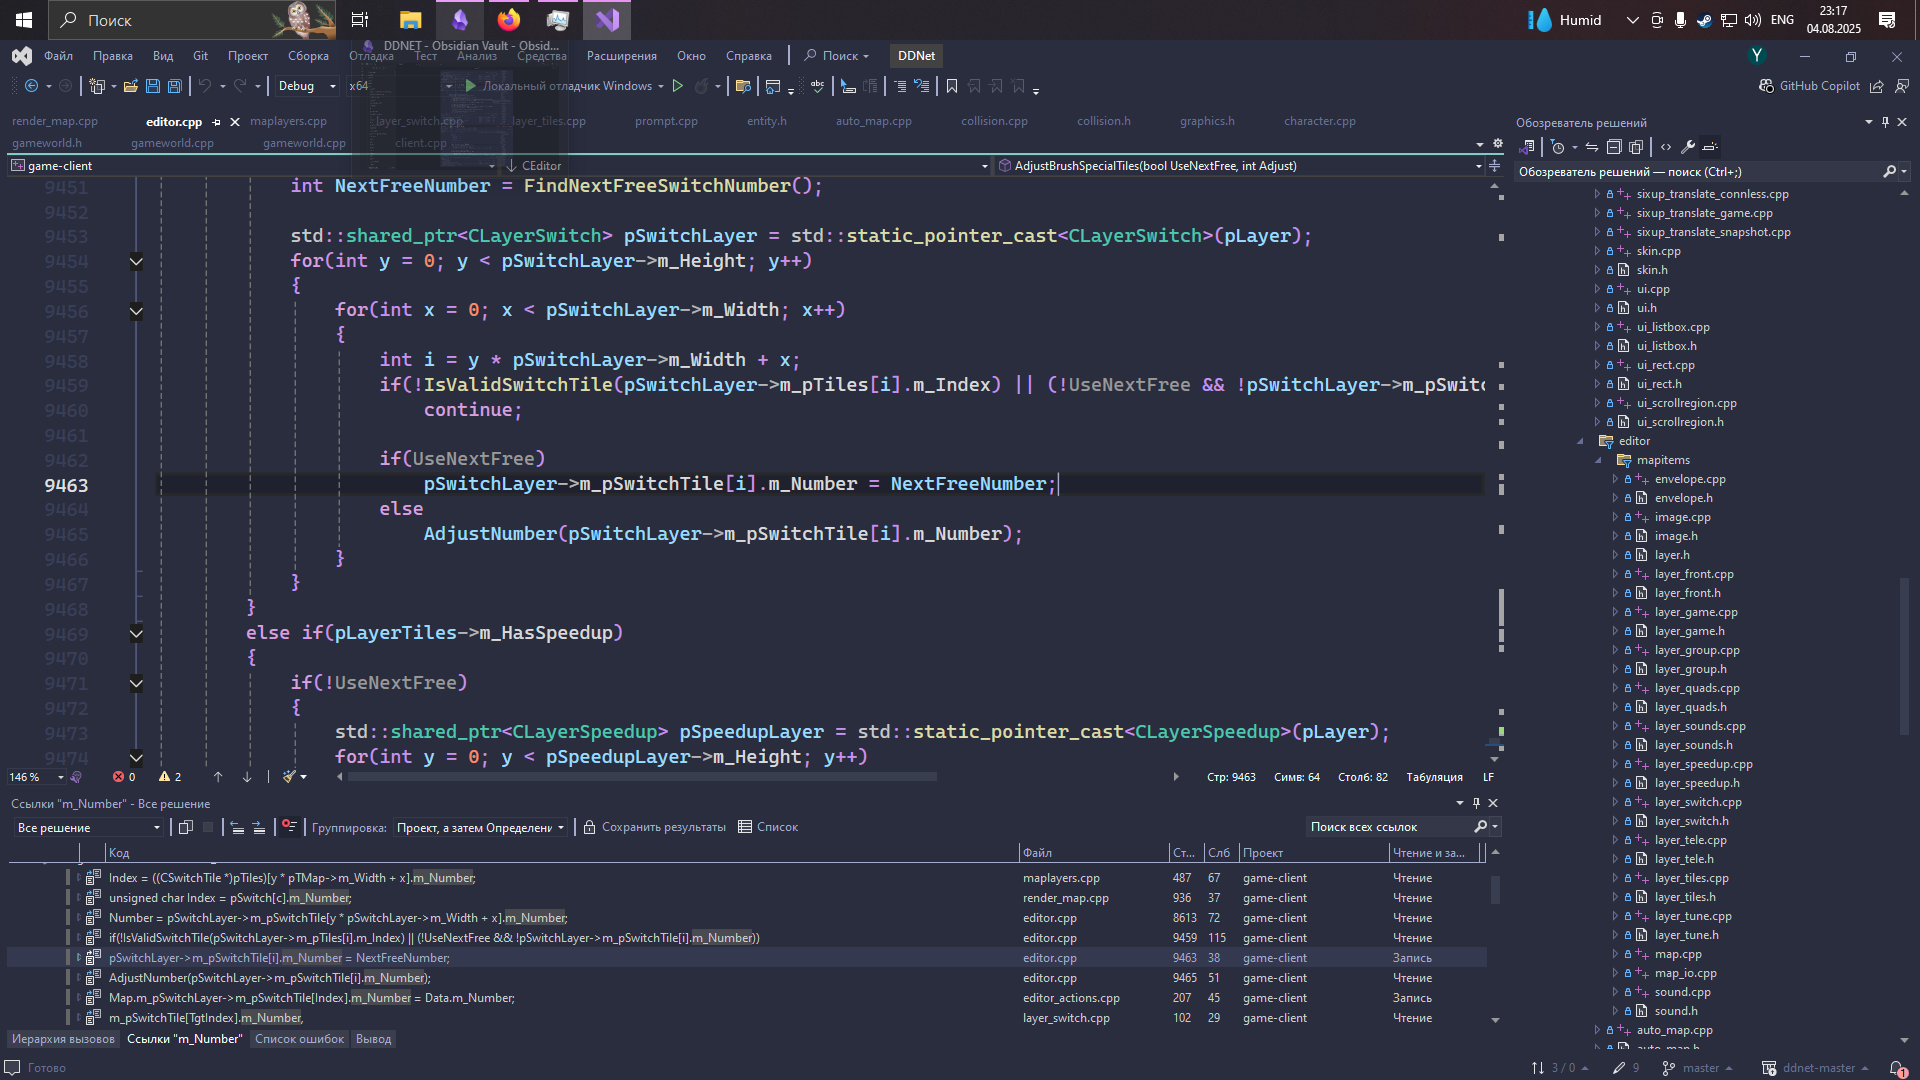 Поиск
Humid
ENG
23:17
04.08.2025
Файл Правка Вид Git Проект Сборка Отладка Тест Анализ Средства Расширения Окно Справка Поиск DDNet
DDNET - Obsidian Vault - Obsid...
Y
Debug x64 Локальный отладчик Windows
GitHub Copilot
render_map.cpp editor.cpp maplayers.cpp layer_switch.cpp layer_tiles.cpp prompt.cpp entity.h auto_map.cpp collision.cpp collision.h graphics.h character.cpp
gameworld.h gameworld.cpp gameworld.cpp client.cpp
game-client CEditor AdjustBrushSpecialTiles(bool UseNextFree, int Adjust)
9451 int NextFreeNumber = FindNextFreeSwitchNumber();
9452
9453 std::shared_ptr<CLayerSwitch> pSwitchLayer = std::static_pointer_cast<CLayerSwitch>(pLayer);
9454 for(int y = 0; y < pSwitchLayer->m_Height; y++)
9455 {
9456 for(int x = 0; x < pSwitchLayer->m_Width; x++)
9457 {
9458 int i = y * pSwitchLayer->m_Width + x;
9459 if(!IsValidSwitchTile(pSwitchLayer->m_pTiles[i].m_Index) || (!UseNextFree && !pSwitchLayer->m_pSwitc
9460 continue;
9461
9462 if(UseNextFree)
9463 pSwitchLayer->m_pSwitchTile[i].m_Number = NextFreeNumber;
9464 else
9465 AdjustNumber(pSwitchLayer->m_pSwitchTile[i].m_Number);
9466 }
9467 }
9468 }
9469 else if(pLayerTiles->m_HasSpeedup)
9470 {
9471 if(!UseNextFree)
9472 {
9473 std::shared_ptr<CLayerSpeedup> pSpeedupLayer = std::static_pointer_cast<CLayerSpeedup>(pLayer);
9474 for(int y = 0; y < pSpeedupLayer->m_Height; y++)
146 % 0 2 Стр: 9463 Симв: 64 Столб: 82 Табуляция LF
Ссылки "m_Number" - Все решение
Все решение Группировка: Проект, а затем Определени Сохранить результаты Список Поиск всех ссылок
Код Файл Ст... Слб Проект Чтение и за...
Index = ((CSwitchTile *)pTiles)[y * pTMap->m_Width + x].m_Number; maplayers.cpp 487 67 game-client Чтение
unsigned char Index = pSwitch[c].m_Number; render_map.cpp 936 37 game-client Чтение
Number = pSwitchLayer->m_pSwitchTile[y * pSwitchLayer->m_Width + x].m_Number; editor.cpp 8613 72 game-client Чтение
if(!IsValidSwitchTile(pSwitchLayer->m_pTiles[i].m_Index) || (!UseNextFree && !pSwitchLayer->m_pSwitchTile[i].m_Number)) editor.cpp 9459 115 game-client Чтение
pSwitchLayer->m_pSwitchTile[i].m_Number = NextFreeNumber; editor.cpp 9463 38 game-client Запись
AdjustNumber(pSwitchLayer->m_pSwitchTile[i].m_Number); editor.cpp 9465 51 game-client Чтение
Map.m_pSwitchLayer->m_pSwitchTile[Index].m_Number = Data.m_Number; editor_actions.cpp 207 45 game-client Запись
m_pSwitchTile[TgtIndex].m_Number, layer_switch.cpp 102 29 game-client Чтение
Иерархия вызовов Ссылки "m_Number" Список ошибок Вывод
Обозреватель решений
Обозреватель решений — поиск (Ctrl+;)
sixup_translate_connless.cpp
sixup_translate_game.cpp
sixup_translate_snapshot.cpp
skin.cpp
skin.h
ui.cpp
ui.h
ui_listbox.cpp
ui_listbox.h
ui_rect.cpp
ui_rect.h
ui_scrollregion.cpp
ui_scrollregion.h
editor
mapitems
envelope.cpp
envelope.h
image.cpp
image.h
layer.h
layer_front.cpp
layer_front.h
layer_game.cpp
layer_game.h
layer_group.cpp
layer_group.h
layer_quads.cpp
layer_quads.h
layer_sounds.cpp
layer_sounds.h
layer_speedup.cpp
layer_speedup.h
layer_switch.cpp
layer_switch.h
layer_tele.cpp
layer_tele.h
layer_tiles.cpp
layer_tiles.h
layer_tune.cpp
layer_tune.h
map.cpp
map_io.cpp
sound.cpp
sound.h
auto_map.cpp
auto_map.h
Готово 3 / 0 9 master ddnet-master 1